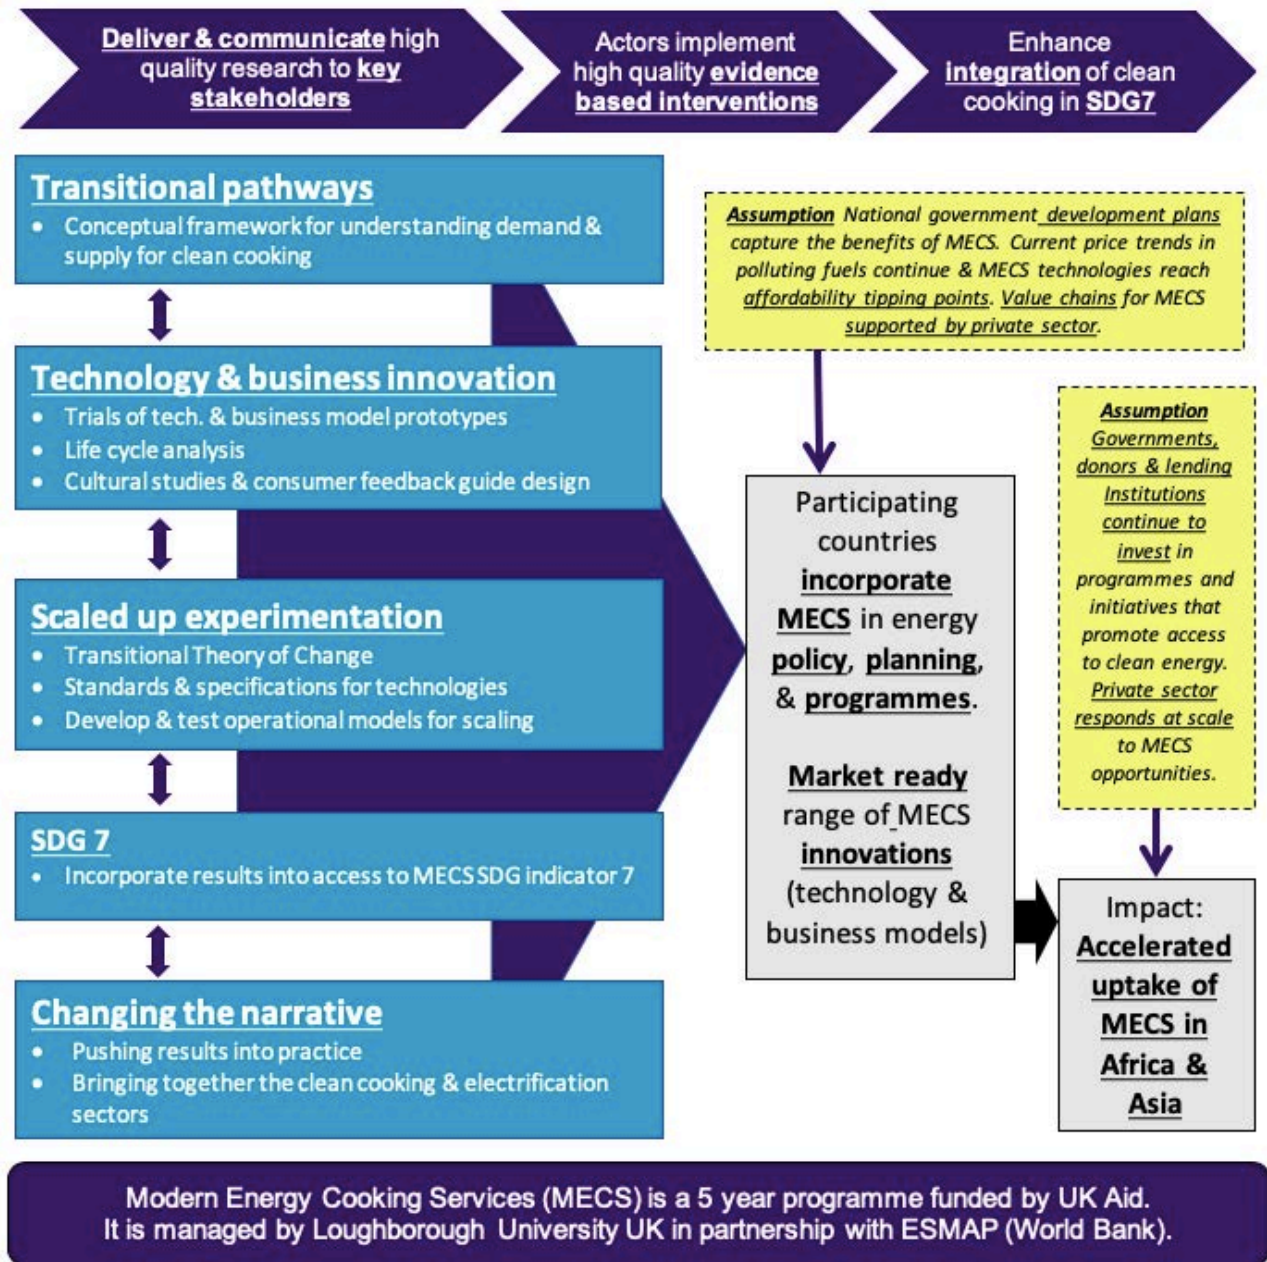 Deliver & communicate high
quality research to key
stakeholders
Actors implement
high quality evidence
based interventions
Enhance
integration of clean
cooking in SDG7
Transitional pathways
• Conceptual framework for understanding demand &
supply for clean cooking
Technology & business innovation
• Trials of tech. & business model prototypes
• Life cycle analysis
• Cultural studies & consumer feedback guide design
Scaled up experimentation
• Transitional Theory of Change
• Standards & specifications for technologies
• Develop & test operational models for scaling
SDG 7
• Incorporate results into access to MECS SDG indicator 7
Changing the narrative
• Pushing results into practice
• Bringing together the clean cooking & electrification
sectors
Assumption National government development plans
capture the benefits of MECS. Current price trends in
polluting fuels continue & MECS technologies reach
affordability tipping points. Value chains for MECS
supported by private sector.
Participating
countries
incorporate
MECS in energy
policy, planning,
& programmes.
Market ready
range of MECS
innovations
(technology &
business models)
Assumption
Governments,
donors & lending
Institutions
continue to
invest in
programmes and
initiatives that
promote access
to clean energy.
Private sector
responds at scale
to MECS
opportunities.
Impact:
Accelerated
uptake of
MECS in
Africa &
Asia
Modern Energy Cooking Services (MECS) is a 5 year programme funded by UK Aid.
It is managed by Loughborough University UK in partnership with ESMAP (World Bank).